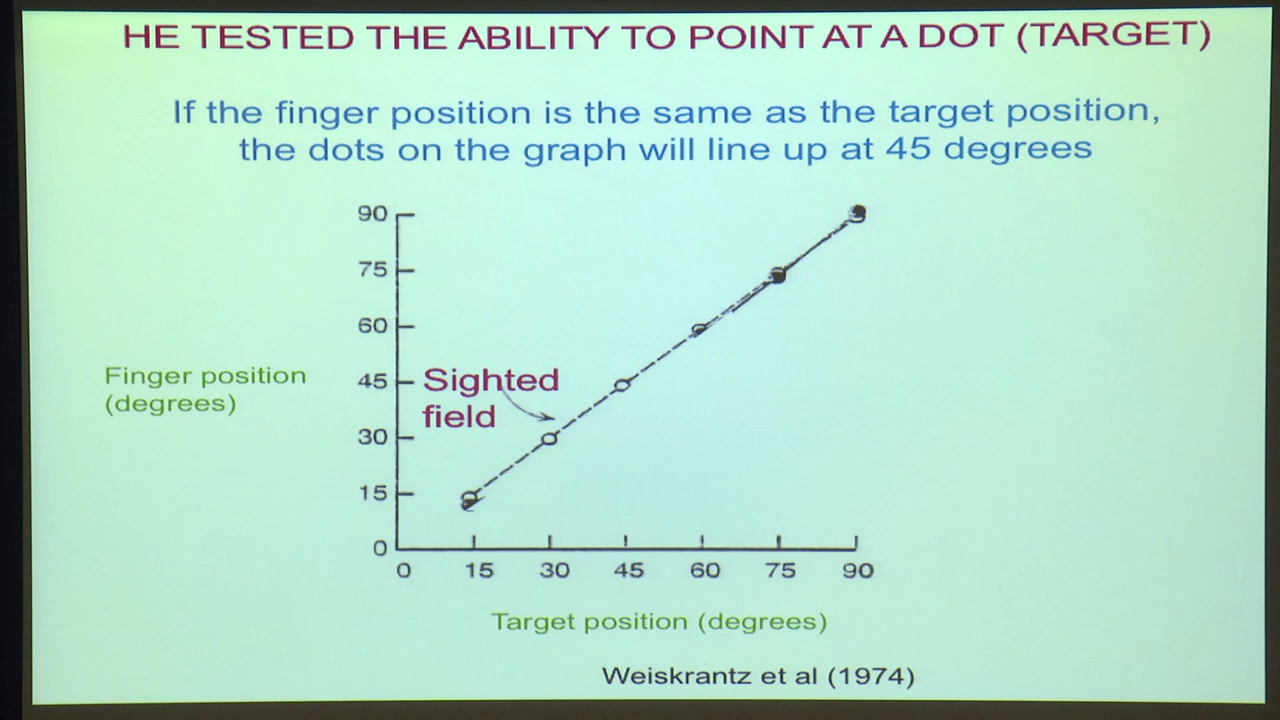 HE TESTED THE ABILITY TO POINT AT A DOT (TARGET)
If the finger position is the same as the target position,
the dots on the graph will line up at 45 degrees
90
75
60
Finger position
(degrees)
45
Sighted
field
30
15
0
0 15 30 45 60 75 90
Target position (degrees)
Weiskrantz et al (1974)